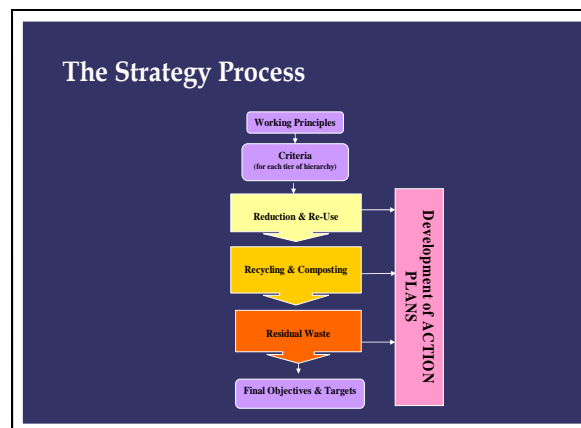 The Strategy Process
Working Principles
Criteria
(for each tier of hierarchy)
Reduction & Re-Use
Recycling & Composting
Residual Waste
Final Objectives & Targets
Development of ACTION
PLANS